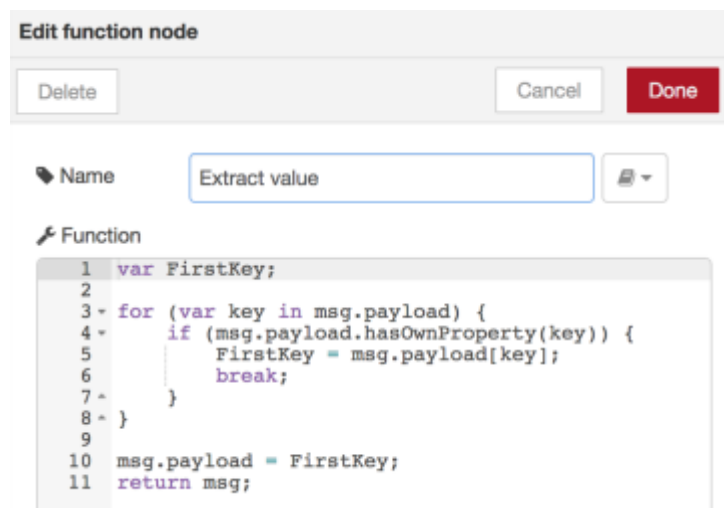 Edit function node
Delete Cancel Done
Name Extract value
Function
1 var FirstKey;
2
3 for (var key in msg.payload) {
4 if (msg.payload.hasOwnProperty(key)) {
5 FirstKey = msg.payload[key];
6 break;
7 }
8 }
9
10 msg.payload = FirstKey;
11 return msg;